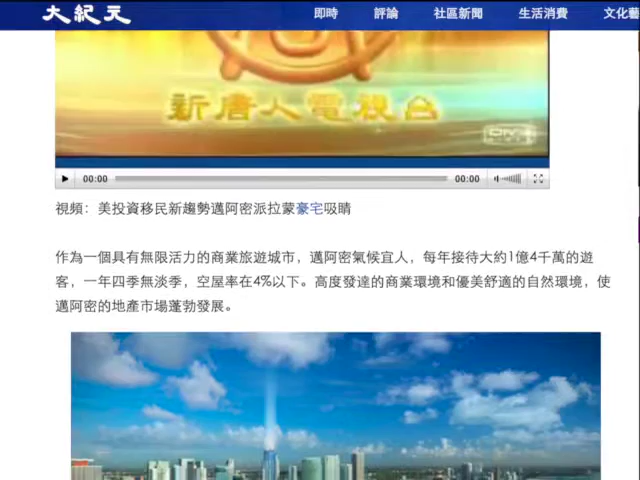 大紀元
即時 評論 社區新聞 生活消費 文化藝
新唐人電視台
00:00 00:00
視頻：美投資移民新趨勢邁阿密派拉蒙豪宅吸睛
作為一個具有無限活力的商業旅遊城市，邁阿密氣候宜人，每年接待大約1億4千萬的遊
客，一年四季無淡季，空屋率在4%以下。高度發達的商業環境和優美舒適的自然環境，使
邁阿密的地產市場蓬勃發展。